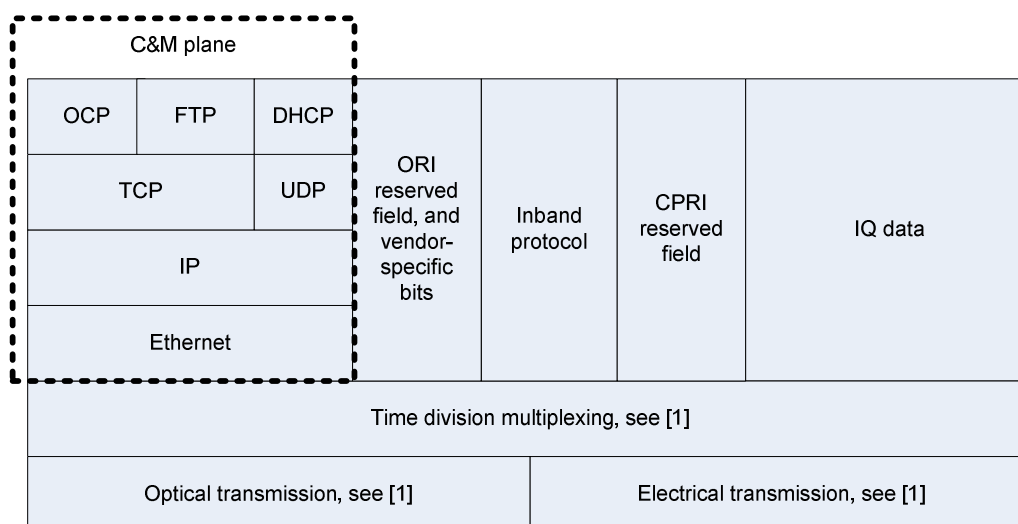 C&M plane
OCP
FTP
DHCP
TCP
UDP
IP
Ethernet
ORI
reserved
field, and
vendor-
specific
bits
Inband
protocol
CPRI
reserved
field
IQ data
Time division multiplexing, see [1]
Optical transmission, see [1]
Electrical transmission, see [1]